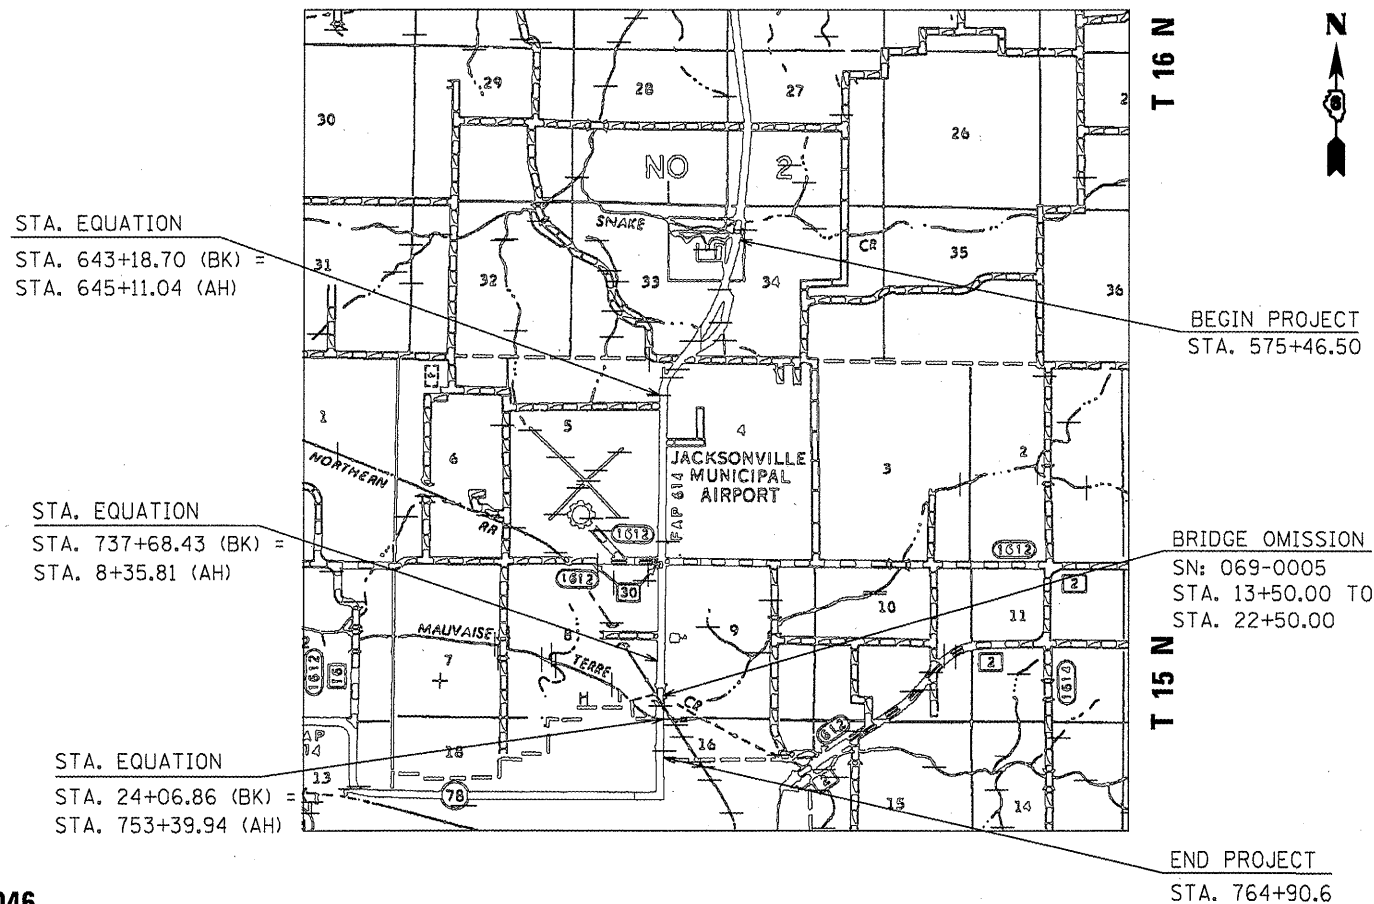 STA. EQUATION
STA. 643+18.70 (BK) =
STA. 645+11.04 (AH)
STA. EQUATION
STA. 737+68.43 (BK) =
STA. 8+35.81 (AH)
STA. EQUATION
STA. 24+06.86 (BK) =
STA. 753+39.94 (AH)
29
28
27
30
26
NO 2
SNAKE
CR
31
32
33
34
35
36
1
6
5
4
3
2
JACKSONVILLE
MUNICIPAL
AIRPORT
NORTHERN
RR
FAP 614
1612
1612
1612
30
2
MAUVAISE
TERRE
CR
7
8
9
10
11
H
1612
16
2
1614
18
16
15
14
13
78
T 16 N
T 15 N
N
BEGIN PROJECT
STA. 575+46.50
BRIDGE OMISSION
SN: 069-0005
STA. 13+50.00 TO
STA. 22+50.00
END PROJECT
STA. 764+90.6